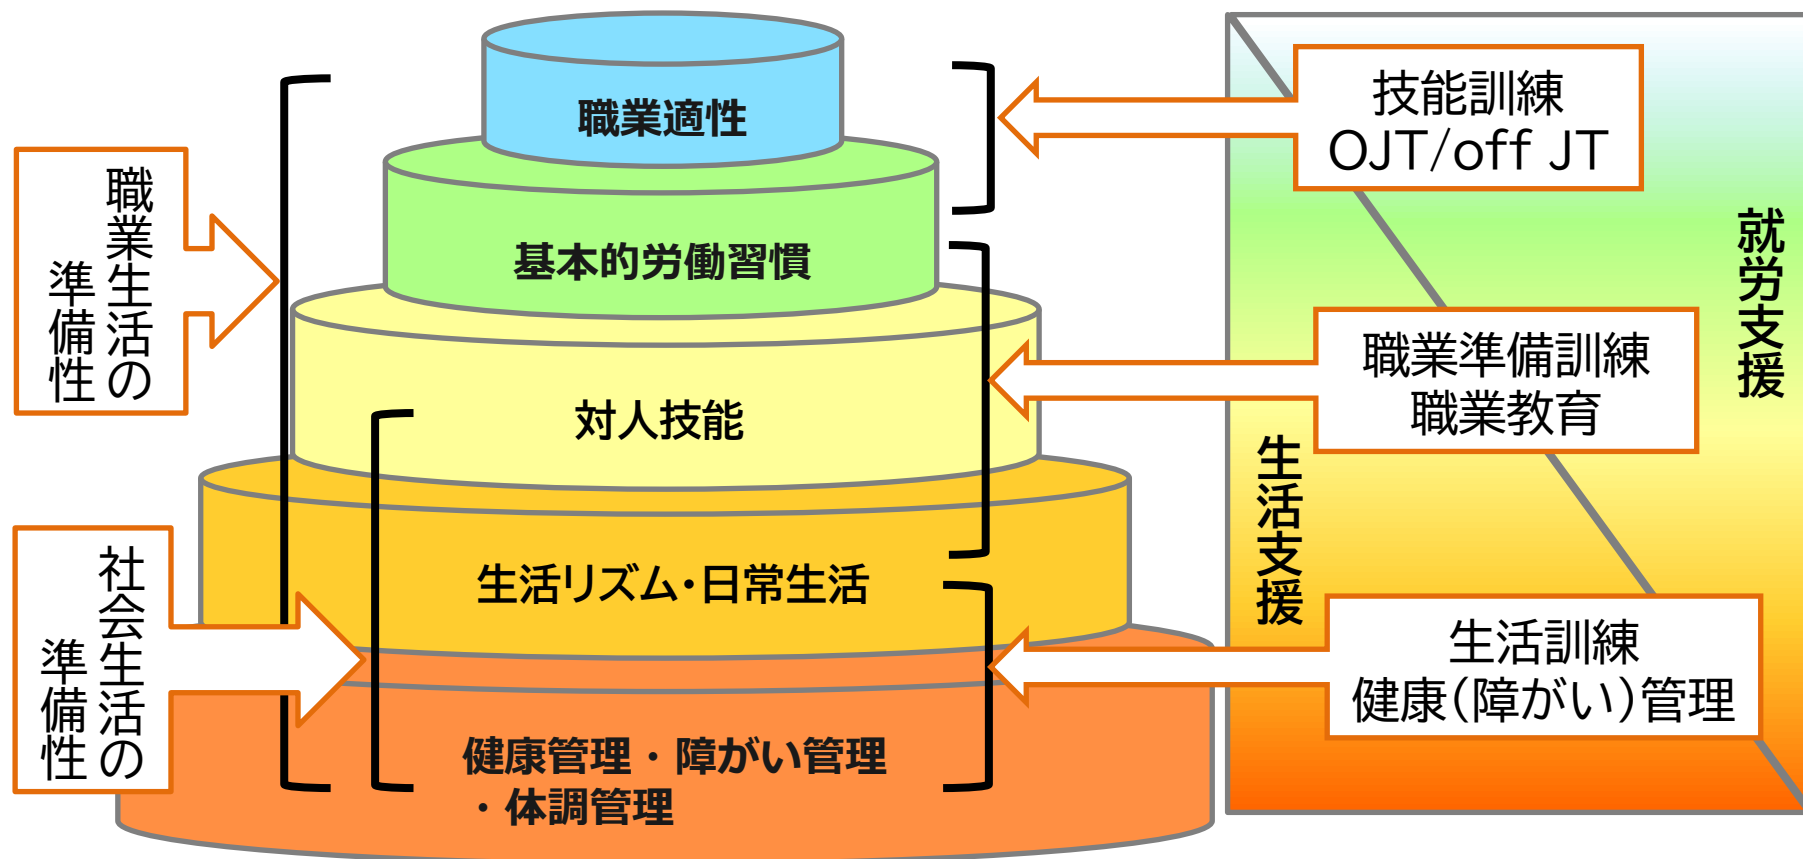 職業適性
基本的労働習慣
対人技能
生活リズム・日常生活
健康管理・障がい管理
・体調管理
職業生活の
準備性
社会生活の
準備性
技能訓練
OJT/off JT
職業準備訓練
職業教育
生活訓練
健康(障がい)管理
就労支援
生活支援